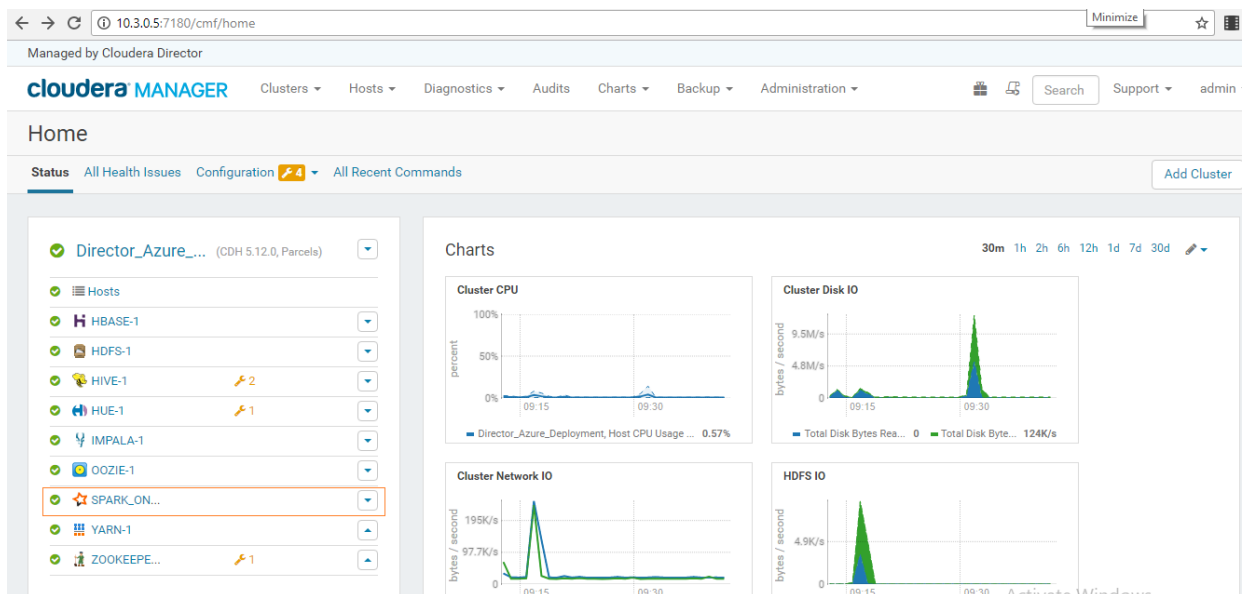 10.3.0.5:7180/cmf/home
Minimize
Managed by Cloudera Director
cloudera MANAGER Clusters Hosts Diagnostics Audits Charts Backup Administration Search Support admin
Home
Status All Health Issues Configuration 4 All Recent Commands Add Cluster
Director_Azure_... (CDH 5.12.0, Parcels)
Hosts
HBASE-1
HDFS-1
HIVE-1 2
HUE-1 1
IMPALA-1
OOZIE-1
SPARK_ON...
YARN-1
ZOOKEEPE... 1
Charts 30m 1h 2h 6h 12h 1d 7d 30d
Cluster CPU
percent
100%
50%
0%
09:15 09:30
Director_Azure_Deployment, Host CPU Usage ... 0.57%
Cluster Disk IO
bytes / second
9.5M/s
4.8M/s
0
09:15 09:30
Total Disk Bytes Rea... 0 Total Disk Byte... 124K/s
Cluster Network IO
bytes / second
195K/s
97.7K/s
0
09:15 09:30
HDFS IO
bytes / second
4.9K/s
0
09:15 09:30
Activate Windows